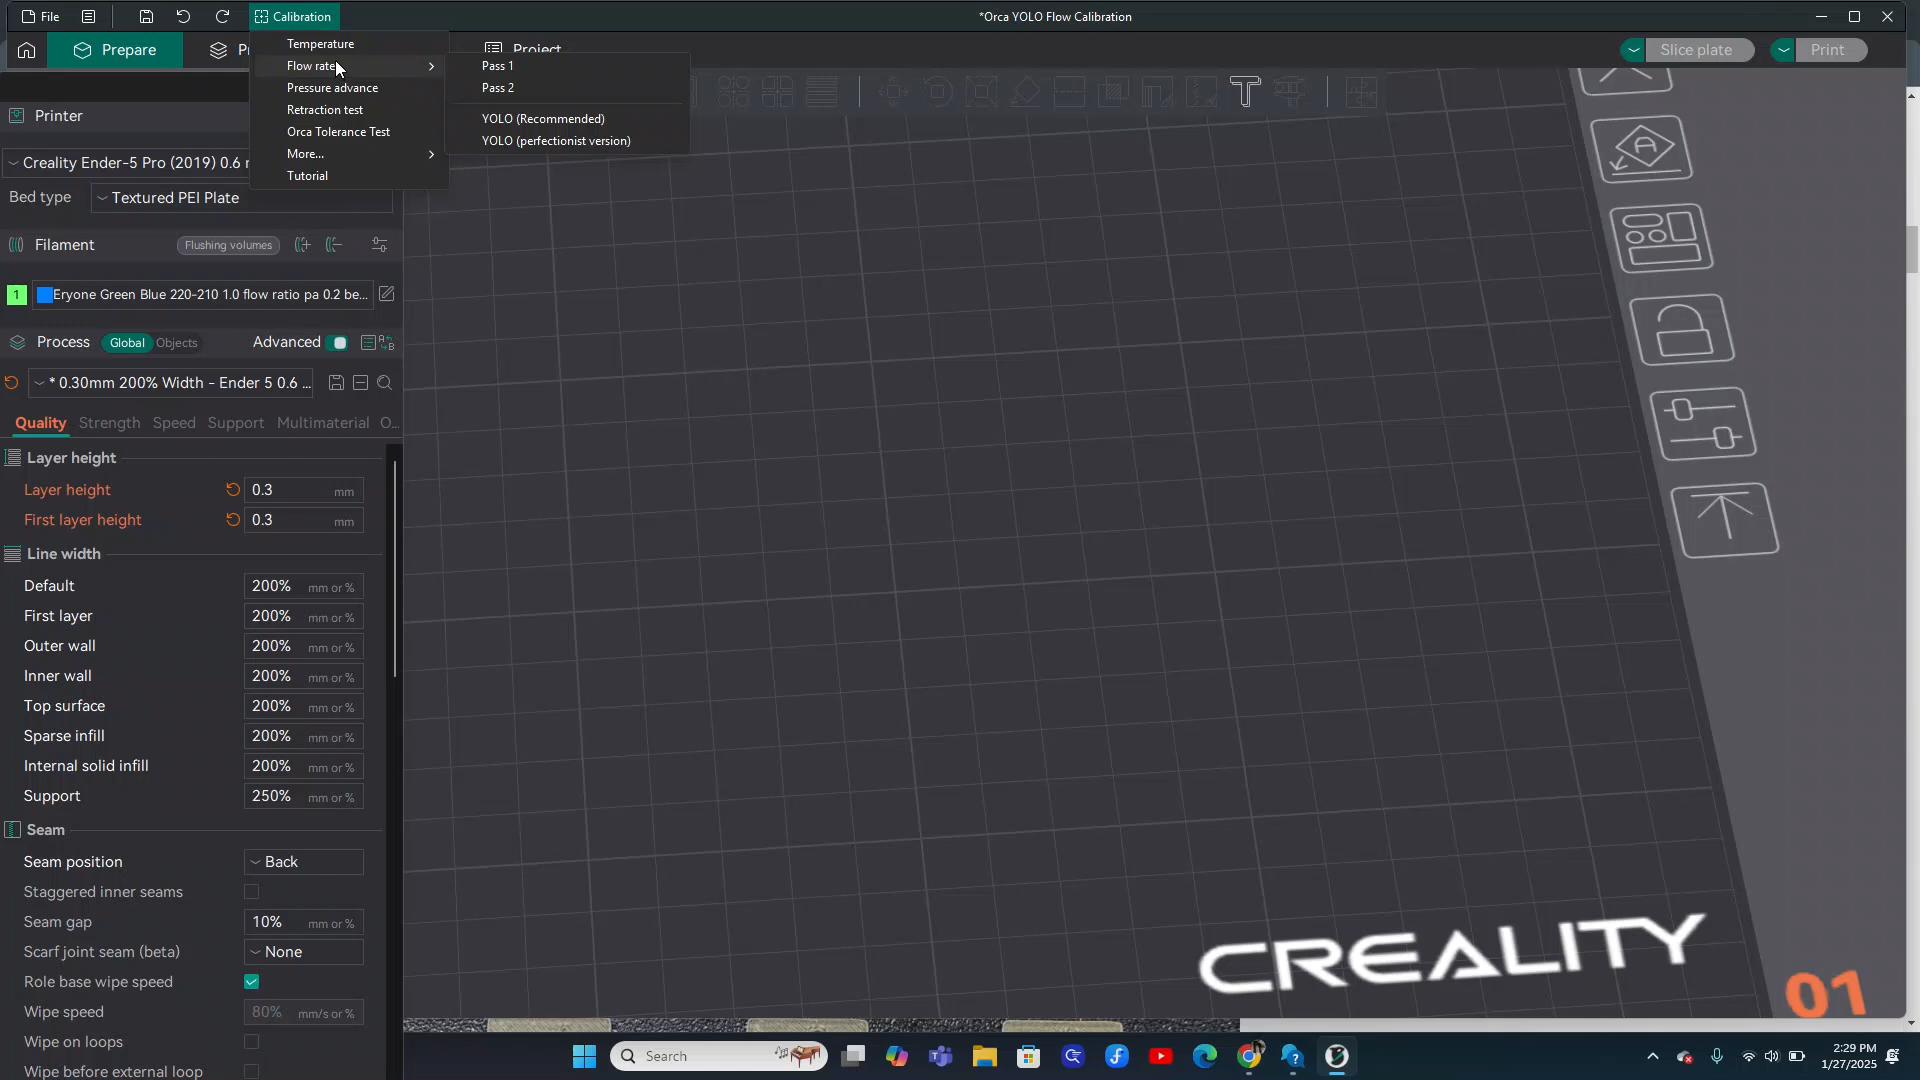 File
Calibration
*Orca YOLO Flow Calibration
Prepare
Project
Slice plate
Print
Temperature
Flow rate
Pressure advance
Retraction test
Orca Tolerance Test
More...
Tutorial
Pass 1
Pass 2
YOLO (Recommended)
YOLO (perfectionist version)
Printer
Creality Ender-5 Pro (2019) 0.6
Bed type
Textured PEI Plate
Filament
Flushing volumes
1
Eryone Green Blue 220-210 1.0 flow ratio pa 0.2 be...
Process
Global
Objects
Advanced
* 0.30mm 200% Width - Ender 5 0.6 ...
Quality
Strength
Speed
Support
Multimaterial
O...
Layer height
Layer height
0.3
mm
First layer height
0.3
mm
Line width
Default
200%
mm or %
First layer
200%
mm or %
Outer wall
200%
mm or %
Inner wall
200%
mm or %
Top surface
200%
mm or %
Sparse infill
200%
mm or %
Internal solid infill
200%
mm or %
Support
250%
mm or %
Seam
Seam position
Back
Staggered inner seams
Seam gap
10%
mm or %
Scarf joint seam (beta)
None
Role base wipe speed
Wipe speed
80%
mm/s or %
Wipe on loops
Wipe before external loop
A
CREALITY
01
Search
2:29 PM
1/27/2025